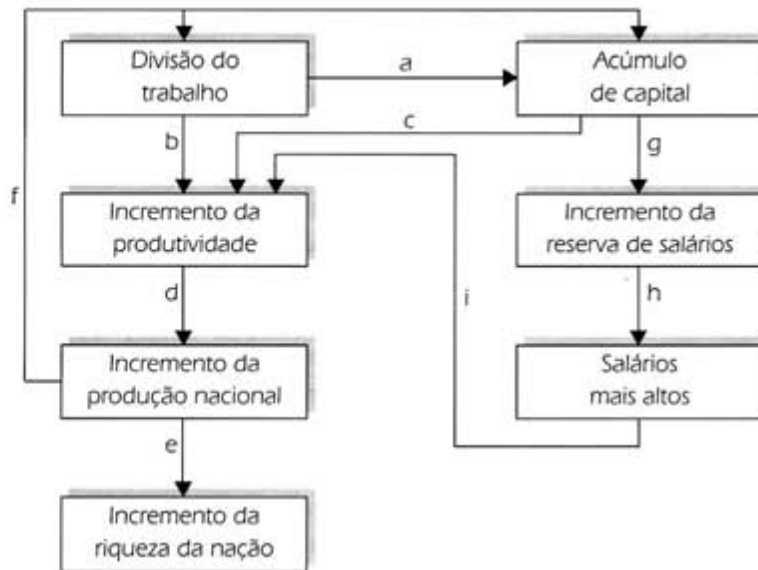 Divisão do
trabalho
a
Acúmulo
de capital
b
c
g
f
Incremento da
produtividade
Incremento da
reserva de salários
d
i
h
Incremento da
produção nacional
Salários
mais altos
e
Incremento da
riqueza da nação